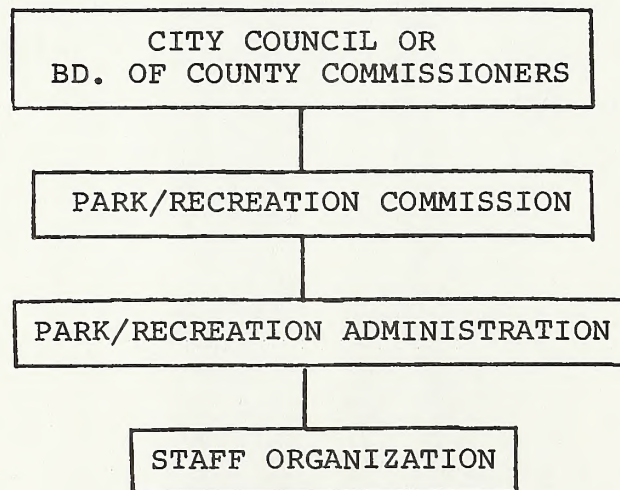 CITY COUNCIL OR
BD. OF COUNTY COMMISSIONERS
PARK/RECREATION COMMISSION
PARK/RECREATION ADMINISTRATION
STAFF ORGANIZATION